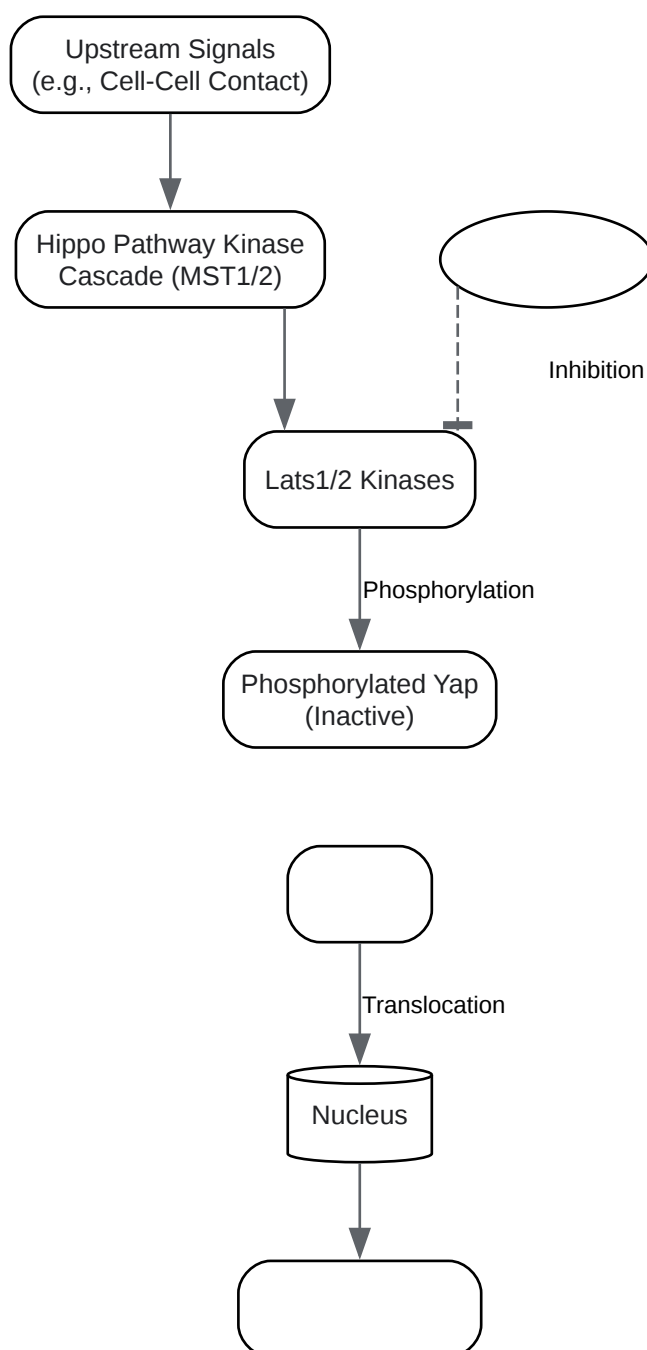 Upstream Signals
(e.g., Cell-Cell Contact)
Hippo Pathway Kinase
Cascade (MST1/2)
Inhibition
Lats1/2 Kinases
Phosphorylation
Phosphorylated Yap
(Inactive)
Translocation
Nucleus